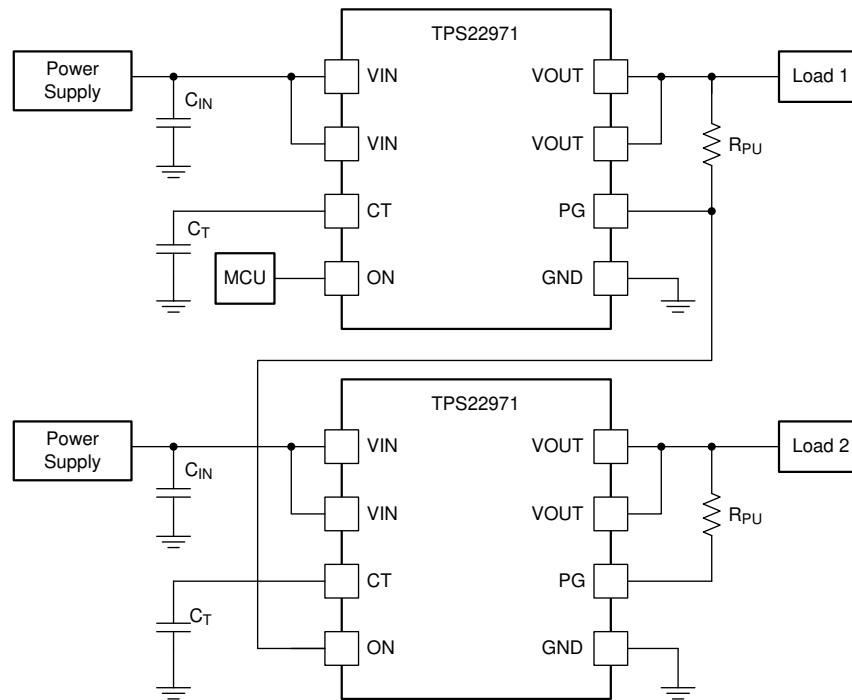 TPS22971
Power
Supply
VIN
VOUT
Load 1
C_IN
R_PU
VIN
VOUT
CT
PG
C_T
MCU
ON
GND
TPS22971
Power
Supply
VIN
VOUT
Load 2
C_IN
R_PU
VIN
VOUT
CT
PG
C_T
ON
GND